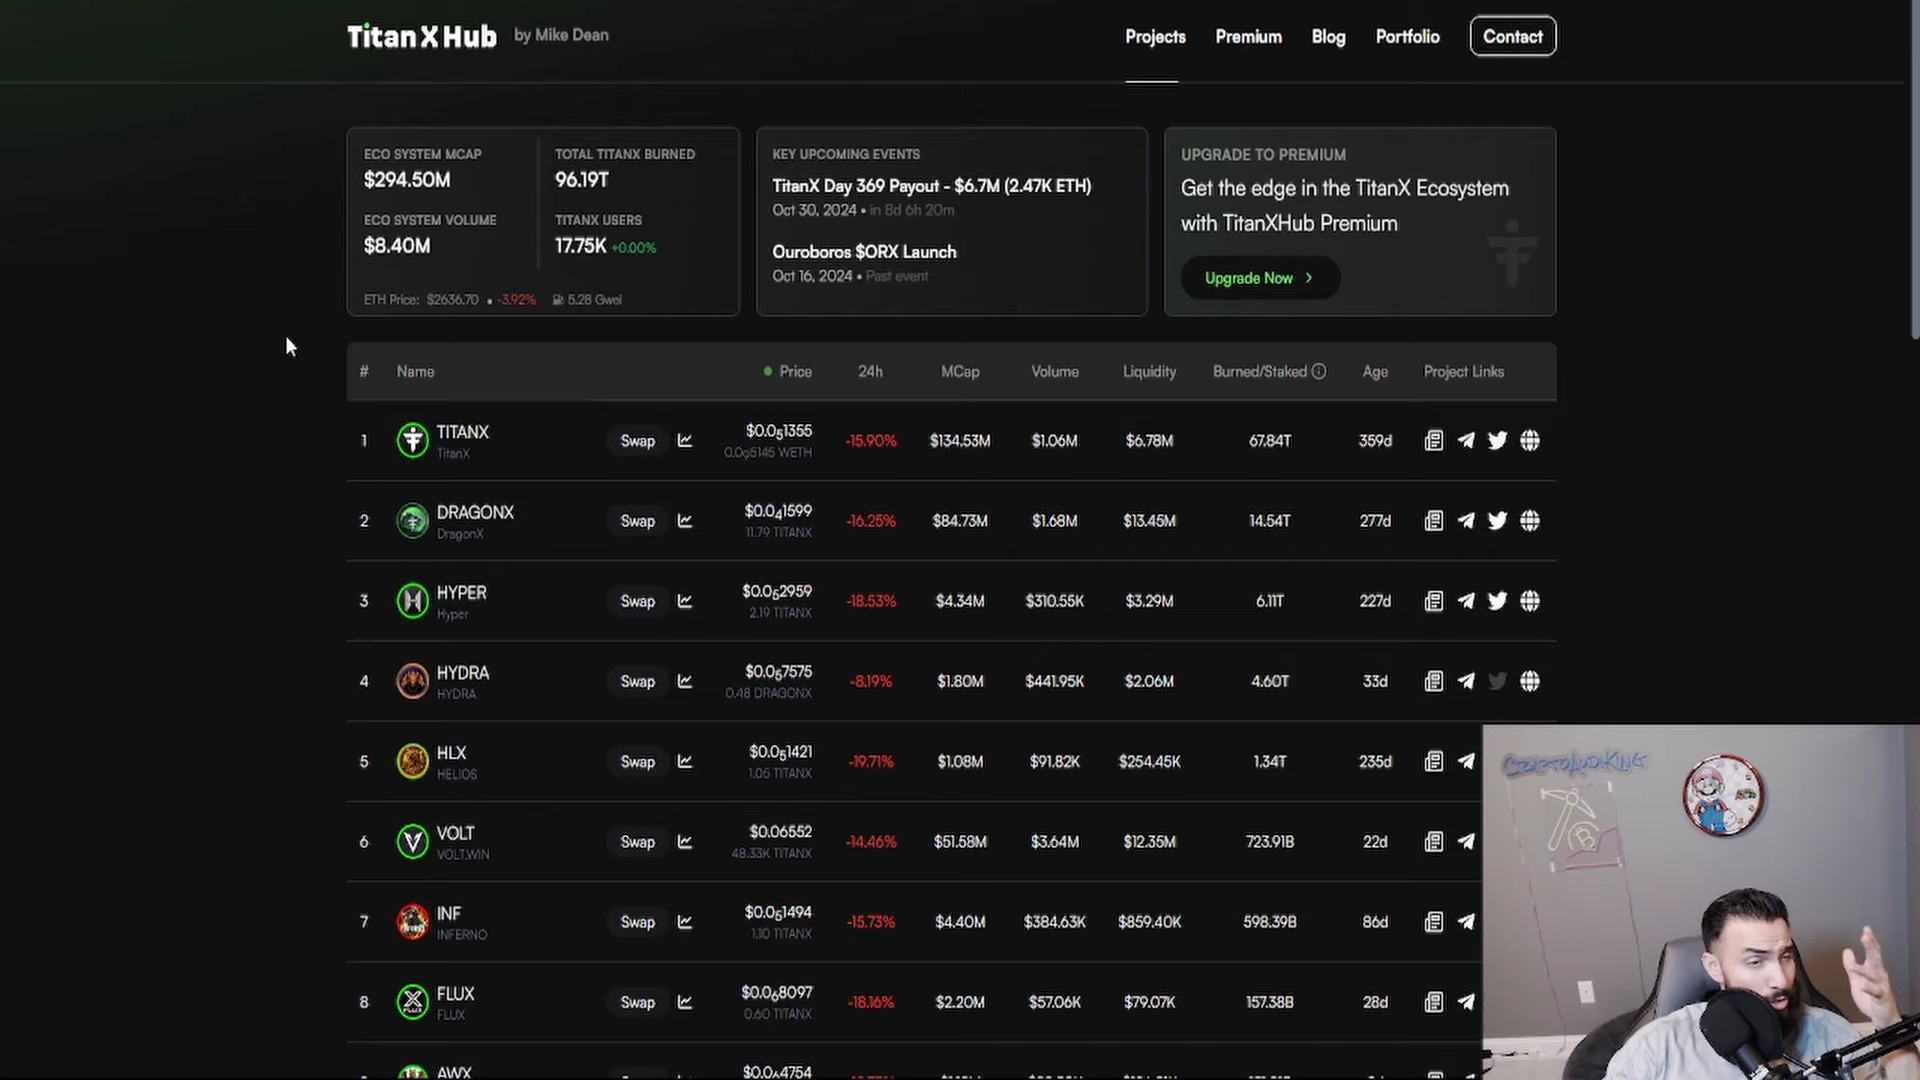 TitanXHub by Mike Dean
Projects Premium Blog Portfolio Contact
ECO SYSTEM MCAP
$294.50M
TOTAL TITANX BURNED
96.19T
ECO SYSTEM VOLUME
$8.40M
TITANX USERS
17.75K +0.00%
ETH Price: $2636.70 • -3.92% 5.28 Gwei
KEY UPCOMING EVENTS
TitanX Day 369 Payout - $6.7M (2.47K ETH)
Oct 30, 2024 • in 8d 6h 20m
Ouroboros $ORX Launch
Oct 16, 2024 • Past event
UPGRADE TO PREMIUM
Get the edge in the TitanX Ecosystem
with TitanXHub Premium
Upgrade Now
# Name Price 24h MCap Volume Liquidity Burned/Staked Age Project Links
1 TITANX Swap $0.0₅1355 -15.90% $134.53M $1.06M $6.78M 67.84T 359d
TitanX 0.0₉5145 WETH
2 DRAGONX Swap $0.0₄1599 -16.25% $84.73M $1.68M $13.45M 14.54T 277d
DragonX 11.79 TITANX
3 HYPER Swap $0.0₅2959 -18.53% $4.34M $310.55K $3.29M 6.11T 227d
Hyper 2.19 TITANX
4 HYDRA Swap $0.0₅7575 -8.19% $1.80M $441.95K $2.06M 4.60T 33d
HYDRA 0.48 DRAGONX
5 HLX Swap $0.0₅1421 -19.71% $1.08M $91.82K $254.45K 1.34T 235d
HELIOS 1.05 TITANX
6 VOLT Swap $0.06552 -14.46% $51.58M $3.64M $12.35M 723.91B 22d
VOLT.WIN 48.33K TITANX
7 INF Swap $0.0₅1494 -15.73% $4.40M $384.63K $859.40K 598.39B 86d
INFERNO 1.10 TITANX
8 FLUX Swap $0.0₆8097 -18.16% $2.20M $57.06K $79.07K 157.38B 28d
FLUX 0.60 TITANX
AWX $0.0₆4754
CRYPTOAUDIKING